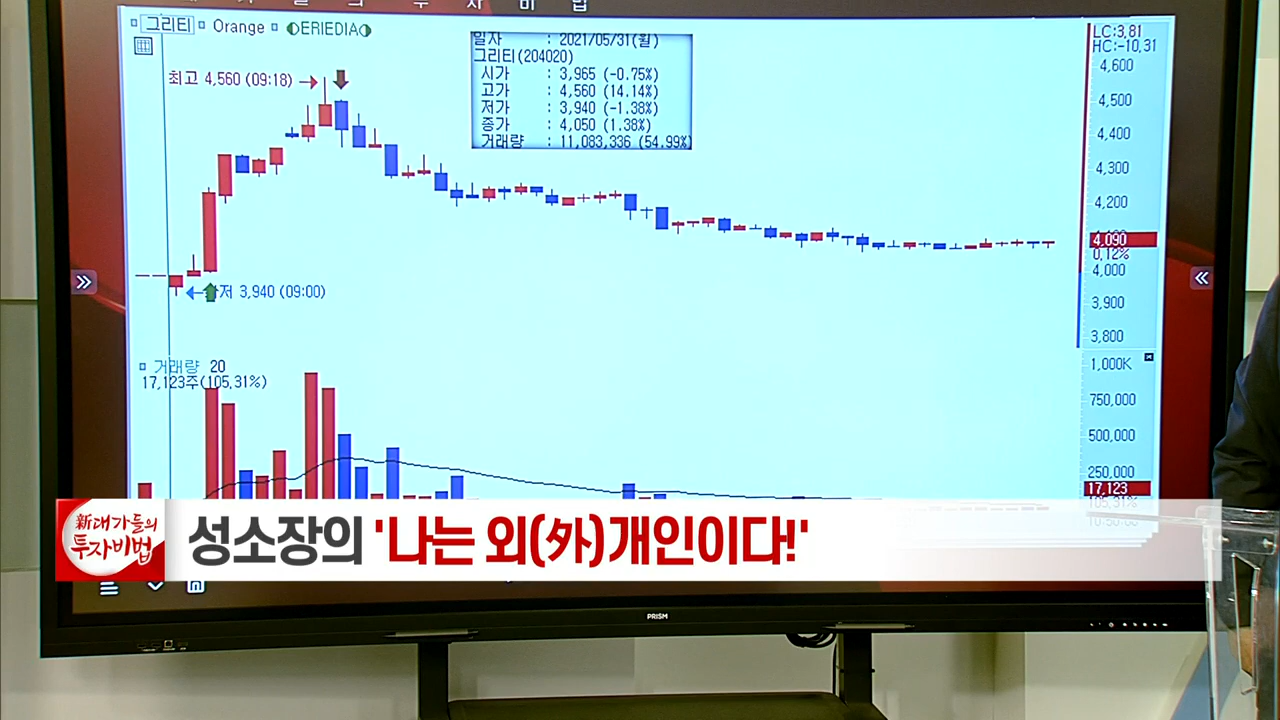 그리티 Orange ◐ERIEDIA◑
일자 : 2021/05/31(월)
그리티(204020)
시가 : 3,965 (-0.75%)
고가 : 4,560 (14.14%)
저가 : 3,940 (-1.38%)
종가 : 4,050 (1.38%)
거래량 : 11,083,336 (54.99%)
LC:3,81
HC:-10,31
최고 4,560 (09:18)
4,600
4,500
4,400
4,300
4,200
4,090
0,12%
4,000
3,900
3,800
저 3,940 (09:00)
거래량 20
17,123주(105,31%)
1,000K
750,000
500,000
250,000
17,123
105,31%
新대가들의
투자비법
성소장의 '나는 외(外)개인이다!'
PRISM